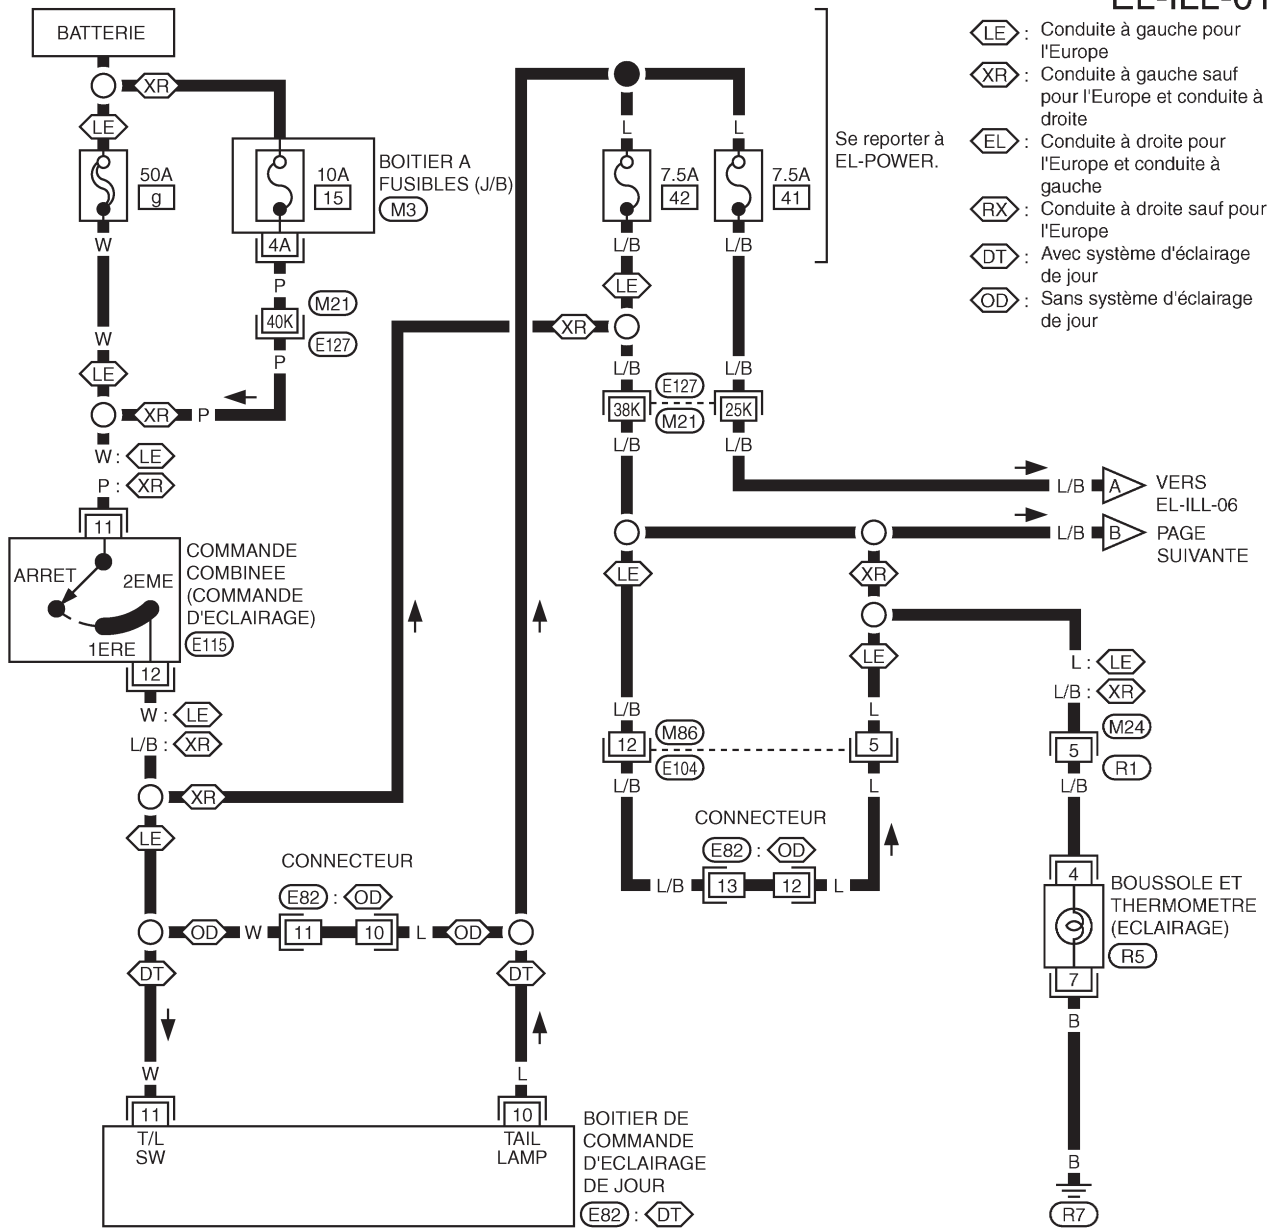 EL-ILL-01
BATTERIE
XR
LE
50A
g
10A
15
BOITIER A
FUSIBLES (J/B)
M3
4A
W
P
M21
40K
E127
P
W
LE
XR
P
W : LE
P : XR
11
ARRET
2EME
1ERE
COMMANDE
COMBINEE
(COMMANDE
D'ECLAIRAGE)
E115
12
W : LE
L/B : XR
XR
LE
CONNECTEUR
E82 : OD
OD
W
11
10
L
OD
DT
DT
W
L
11
10
T/L
SW
TAIL
LAMP
BOITIER DE
COMMANDE
D'ECLAIRAGE
DE JOUR
E82 : DT
L
L
7.5A
42
7.5A
41
Se reporter à
EL-POWER.
L/B
L/B
LE
XR
L/B
L/B
E127
38K
25K
M21
L/B
L/B
L/B
A
VERS
EL-ILL-06
L/B
B
PAGE
SUIVANTE
LE
XR
LE
L/B
L
M86
12
5
E104
L/B
L
CONNECTEUR
E82 : OD
L/B
13
12
L
L : LE
L/B : XR
M24
5
R1
L/B
4
BOUSSOLE ET
THERMOMETRE
(ECLAIRAGE)
R5
7
B
B
R7
LE : Conduite à gauche pour
l'Europe
XR : Conduite à gauche sauf
pour l'Europe et conduite à
droite
EL : Conduite à droite pour
l'Europe et conduite à
gauche
RX : Conduite à droite sauf pour
l'Europe
DT : Avec système d'éclairage
de jour
OD : Sans système d'éclairage
de jour